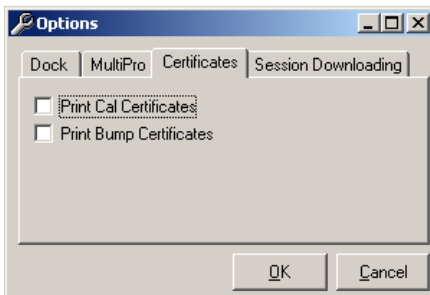 Options
Dock MultiPro Certificates Session Downloading
Print Cal Certificates
Print Bump Certificates
OK Cancel